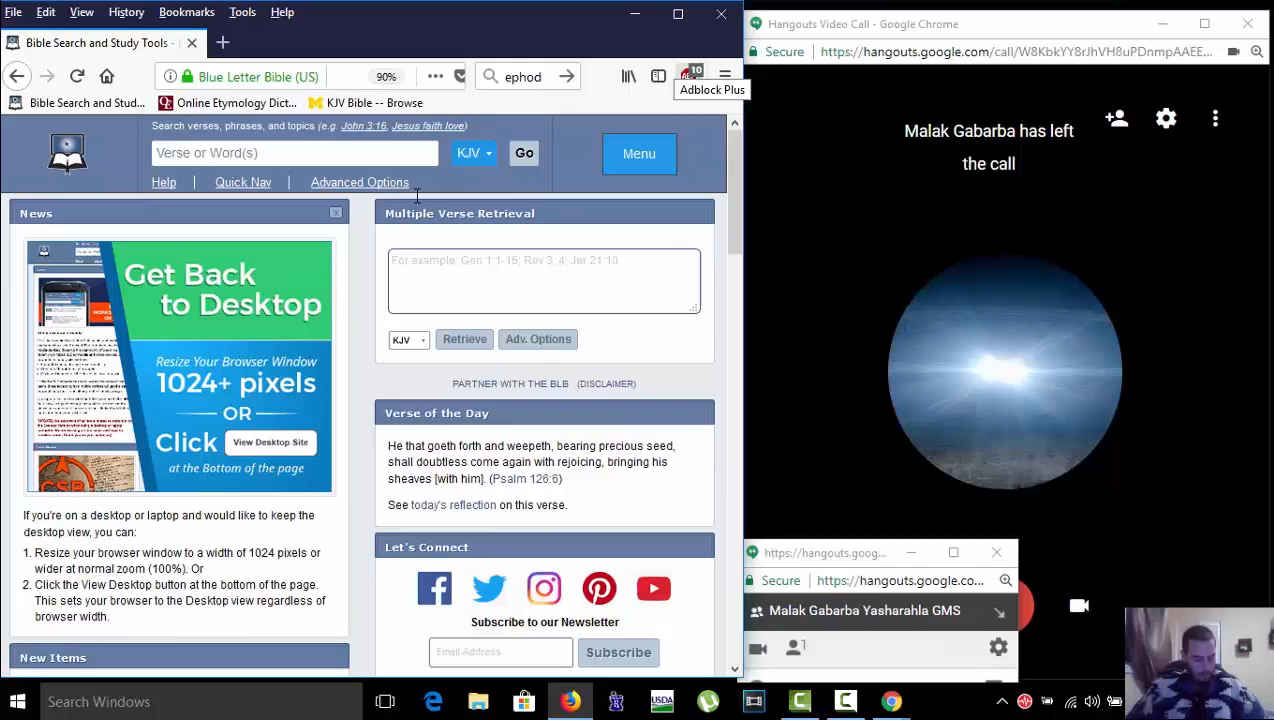 File Edit View History Bookmarks Tools Help
Bible Search and Study Tools -
Blue Letter Bible (US) 90% ephod 10
Bible Search and Stud... Online Etymology Dict... KJV Bible -- Browse
Adblock Plus
Search verses, phrases, and topics (e.g. John 3:16, Jesus faith love)
Verse or Word(s) KJV Go Menu
Help Quick Nav Advanced Options
News
Get Back
to Desktop
Resize Your Browser Window
1024+ pixels
OR
Click View Desktop Site
at the Bottom of the page
CSB
If you're on a desktop or laptop and would like to keep the
desktop view, you can:
1. Resize your browser window to a width of 1024 pixels or
wider at normal zoom (100%). Or
2. Click the View Desktop button at the bottom of the page.
This sets your browser to the Desktop view regardless of
browser width.
New Items
Multiple Verse Retrieval
For example: Gen 1:1-15; Rev 3; 4; Jer 21:10
KJV Retrieve Adv. Options
PARTNER WITH THE BLB (DISCLAIMER)
Verse of the Day
He that goeth forth and weepeth, bearing precious seed,
shall doubtless come again with rejoicing, bringing his
sheaves [with him]. (Psalm 126:6)
See today's reflection on this verse.
Let's Connect
Subscribe to our Newsletter
Email Address Subscribe
Hangouts Video Call - Google Chrome
Secure https://hangouts.google.com/call/W8KbkYY8rJhVH8uPDnmpAAEE...
Malak Gabarba has left
the call
https://hangouts.goog...
Secure https://hangouts.google.co...
Malak Gabarba Yasharahla GMS
1
Search Windows
USDA